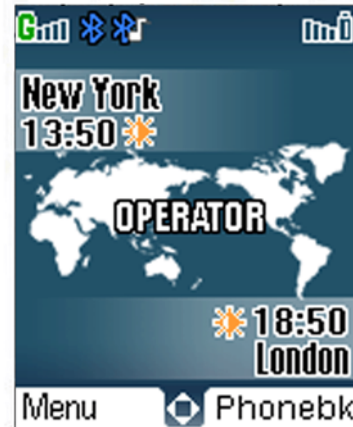 G
New York
13:50
OPERATOR
18:50
London
Menu Phonebk